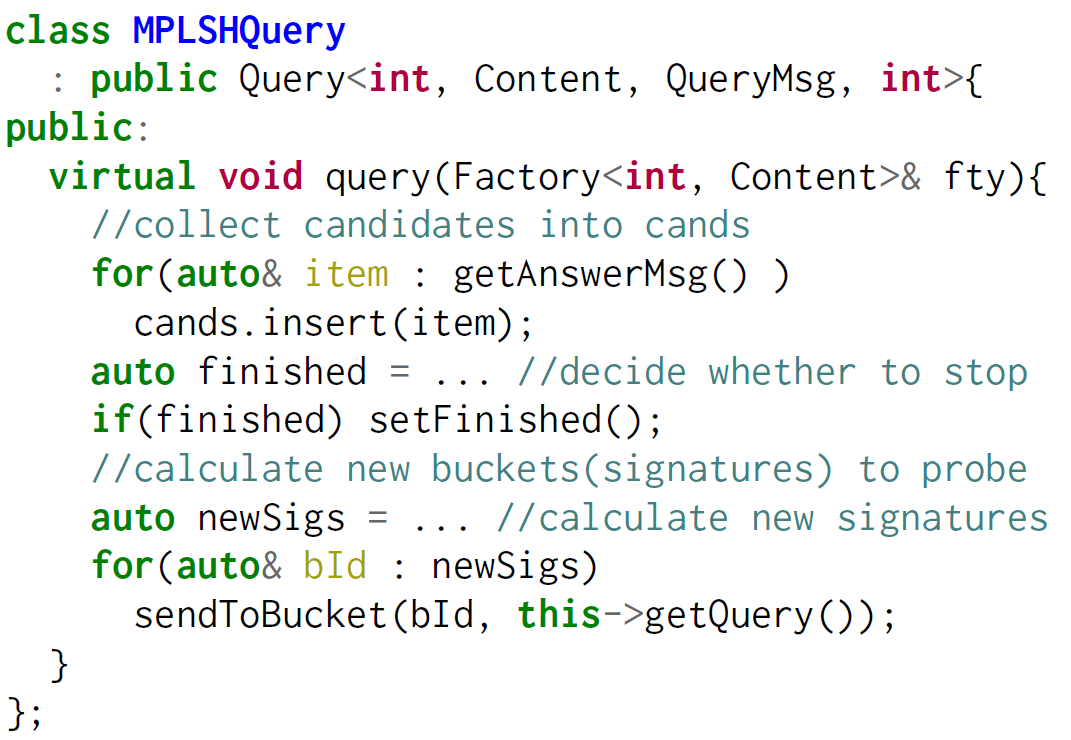 class MPLSHQuery
  : public Query<int, Content, QueryMsg, int>{
public:
  virtual void query(Factory<int, Content>& fty){
    //collect candidates into cands
    for(auto& item : getAnswerMsg() )
      cands.insert(item);
    auto finished = ... //decide whether to stop
    if(finished) setFinished();
    //calculate new buckets(signatures) to probe
    auto newSigs = ... //calculate new signatures
    for(auto& bId : newSigs)
      sendToBucket(bId, this->getQuery());
  }
};